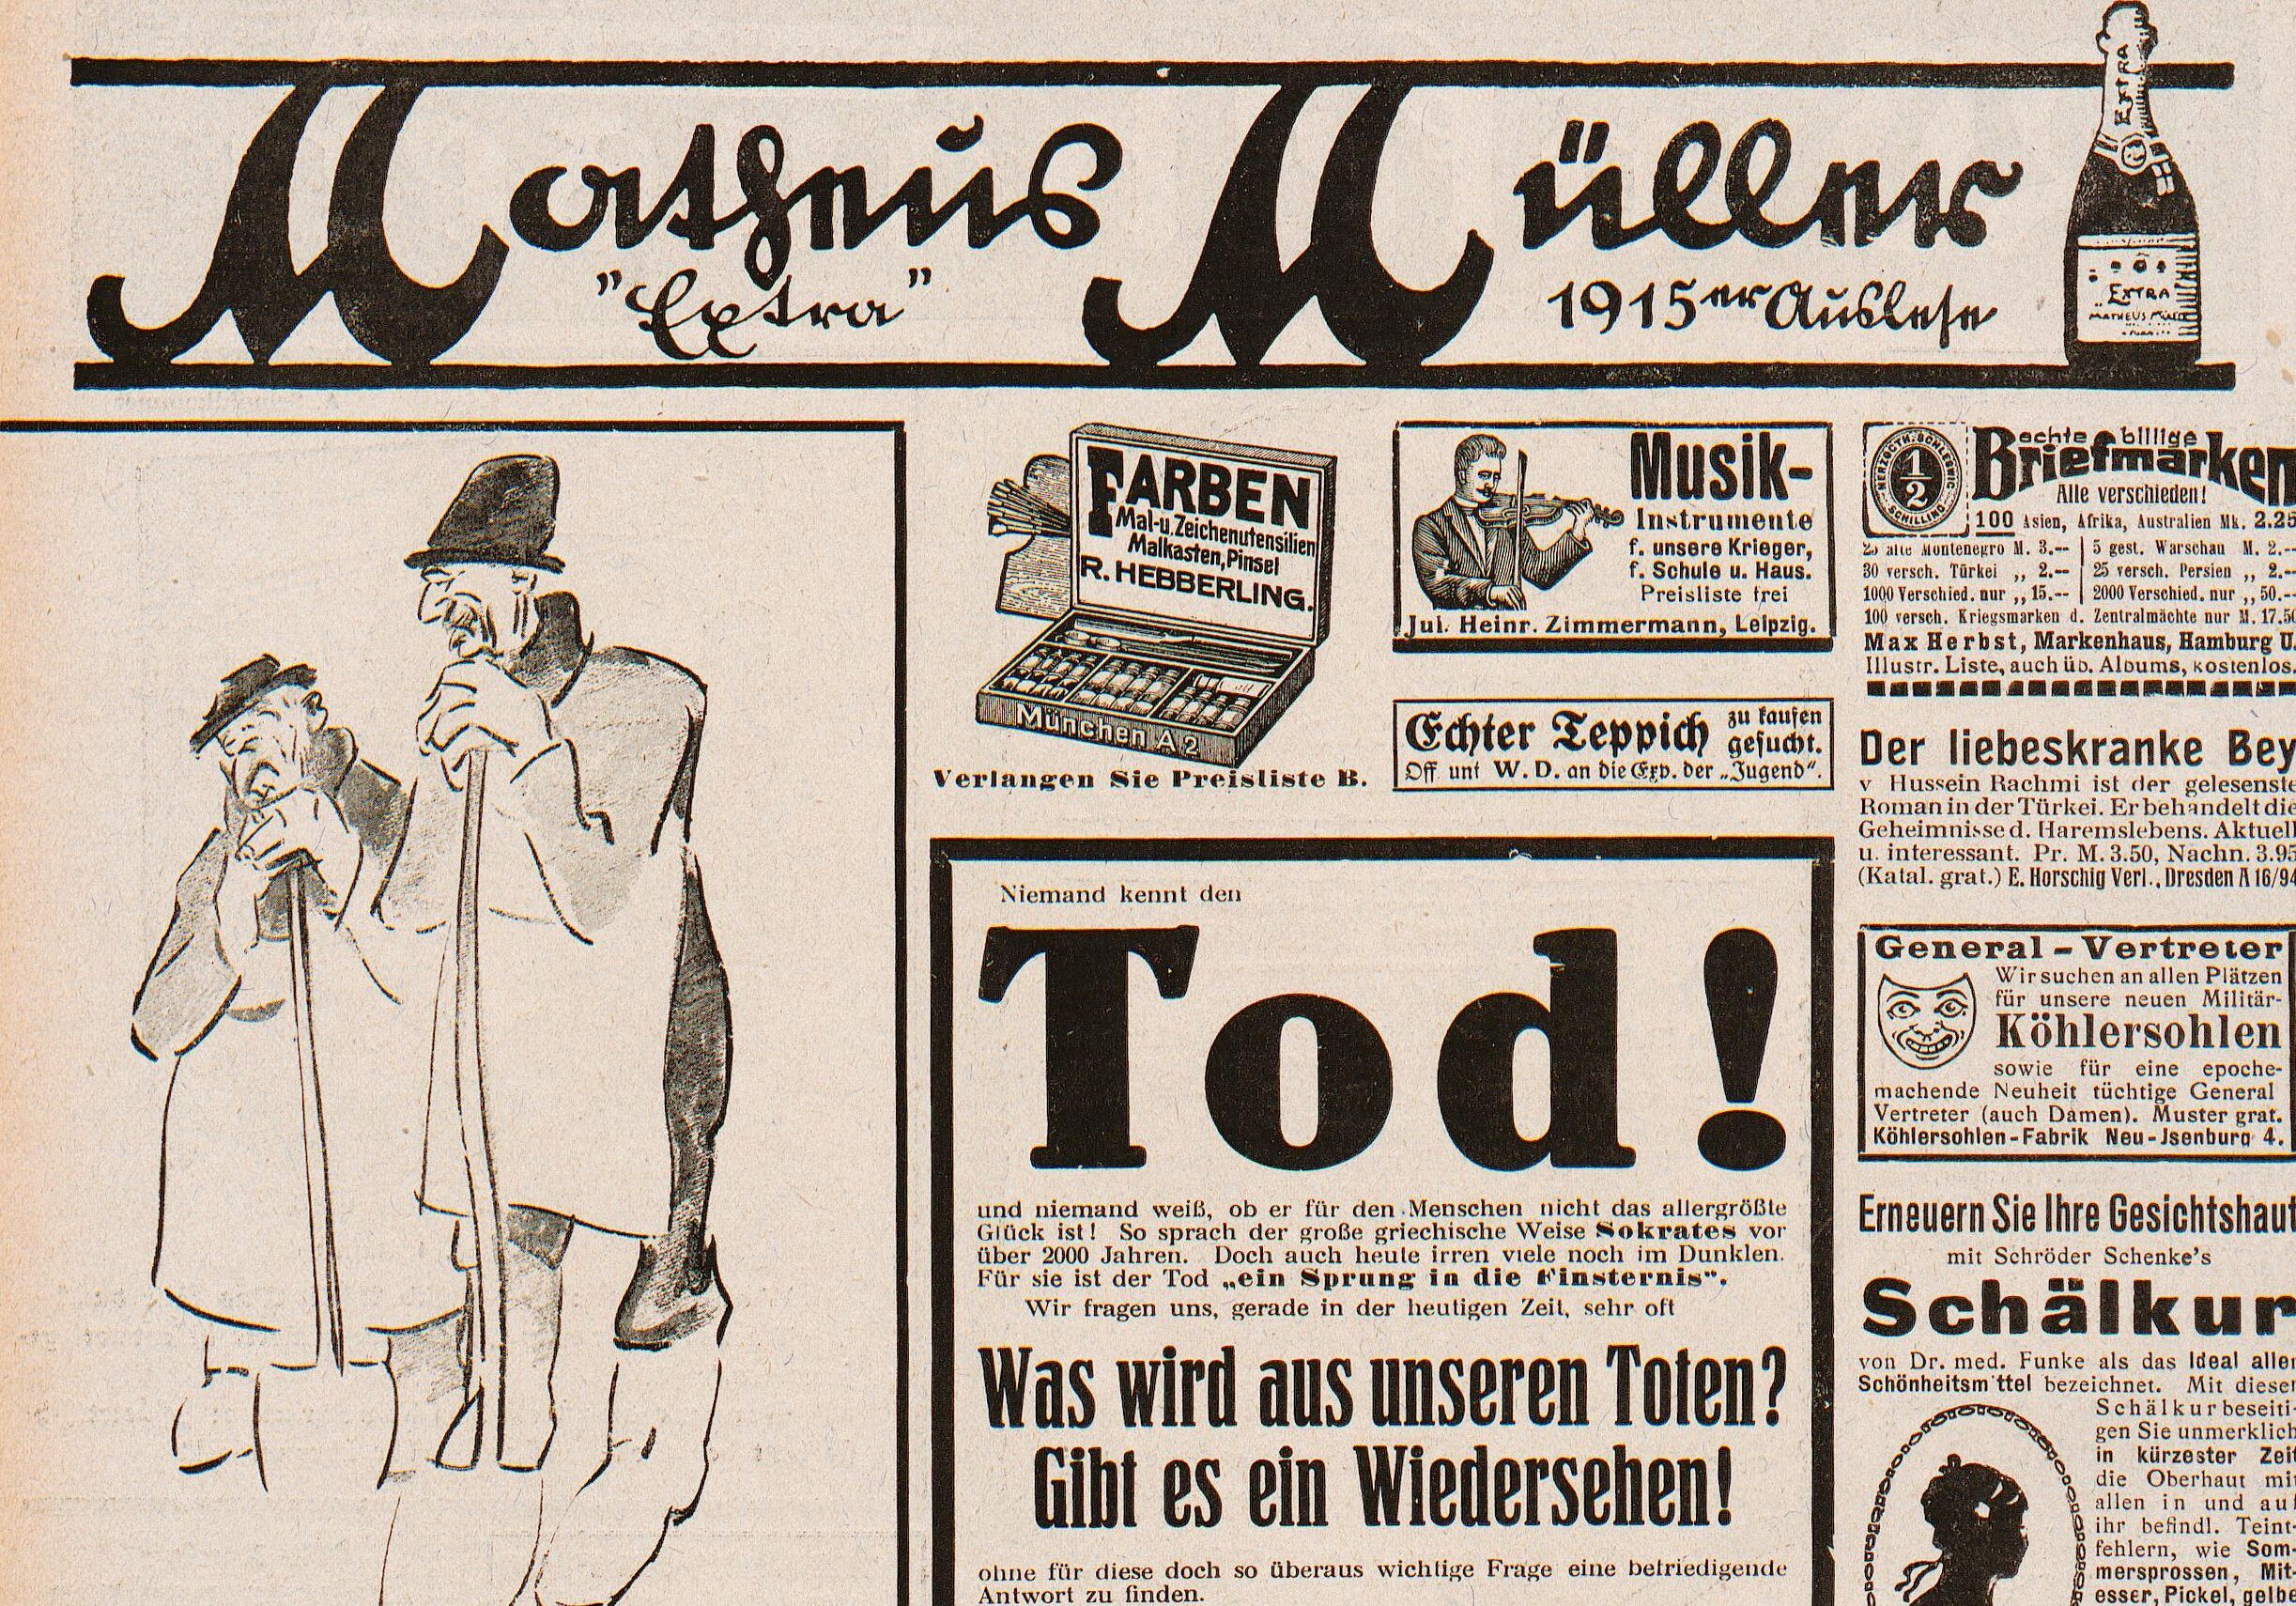 Matheus Müller
"Extra"
1915er Auslese
EXTRA
EXTRA
MATHEUS MÜLLER
FARBEN
Mal-u. Zeichenutensilien
Malkasten, Pinsel
R. HEBBERLING.
München A 2
Verlangen Sie Preisliste B.
Musik-
Instrumente
f. unsere Krieger,
f. Schule u. Haus.
Preisliste frei
Jul. Heinr. Zimmermann, Leipzig.
Echter Teppich zu kaufen
gesucht.
Off unt W. D. an die Exp. der „Jugend“.
Niemand kennt den
Tod!
und niemand weiß, ob er für den Menschen nicht das allergrößte
Glück ist! So sprach der große griechische Weise Sokrates vor
über 2000 Jahren. Doch auch heute irren viele noch im Dunklen.
Für sie ist der Tod „ein Sprung in die Finsternis“.
Wir fragen uns, gerade in der heutigen Zeit, sehr oft
Was wird aus unseren Toten?
Gibt es ein Wiedersehen!
ohne für diese doch so überaus wichtige Frage eine befriedigende
Antwort zu finden.
HERZOGTH. SCHLESWIG
1/2
SCHILLING
echte billige
Briefmarken
Alle verschieden!
100 Asien, Afrika, Australien Mk. 2.25
25 alte Montenegro M. 3.-- | 5 gest. Warschau M. 2.--
30 versch. Türkei ,, 2.-- | 25 versch. Persien ,, 2.--
1000 Verschied. nur ,, 15.-- | 2000 Verschied. nur ,, 50.--
100 versch. Kriegsmarken d. Zentralmächte nur M. 17.50
Max Herbst, Markenhaus, Hamburg U.
Illustr. Liste, auch üb. Albums, kostenlos.
Der liebeskranke Bey
v Hussein Rachmi ist der gelesenste
Roman in der Türkei. Er behandelt die
Geheimnisse d. Haremslebens. Aktuell
u. interessant. Pr. M. 3.50, Nachn. 3.95
(Katal. grat.) E. Horschig Verl., Dresden A 16/94
General-Vertreter
Wir suchen an allen Plätzen
für unsere neuen Militär-
Köhlersohlen
sowie für eine epoche-
machende Neuheit tüchtige General
Vertreter (auch Damen). Muster grat.
Köhlersohlen-Fabrik Neu-Jsenburg 4.
Erneuern Sie Ihre Gesichtshaut
mit Schröder Schenke's
Schälkur
von Dr. med. Funke als das Ideal aller
Schönheitsmittel bezeichnet. Mit dieser
Schälkur beseiti-
gen Sie unmerklich
in kürzester Zeit
die Oberhaut mit
allen in und auf
ihr befindl. Teint-
fehlern, wie Som-
mersprossen, Mit-
esser, Pickel, gelbe